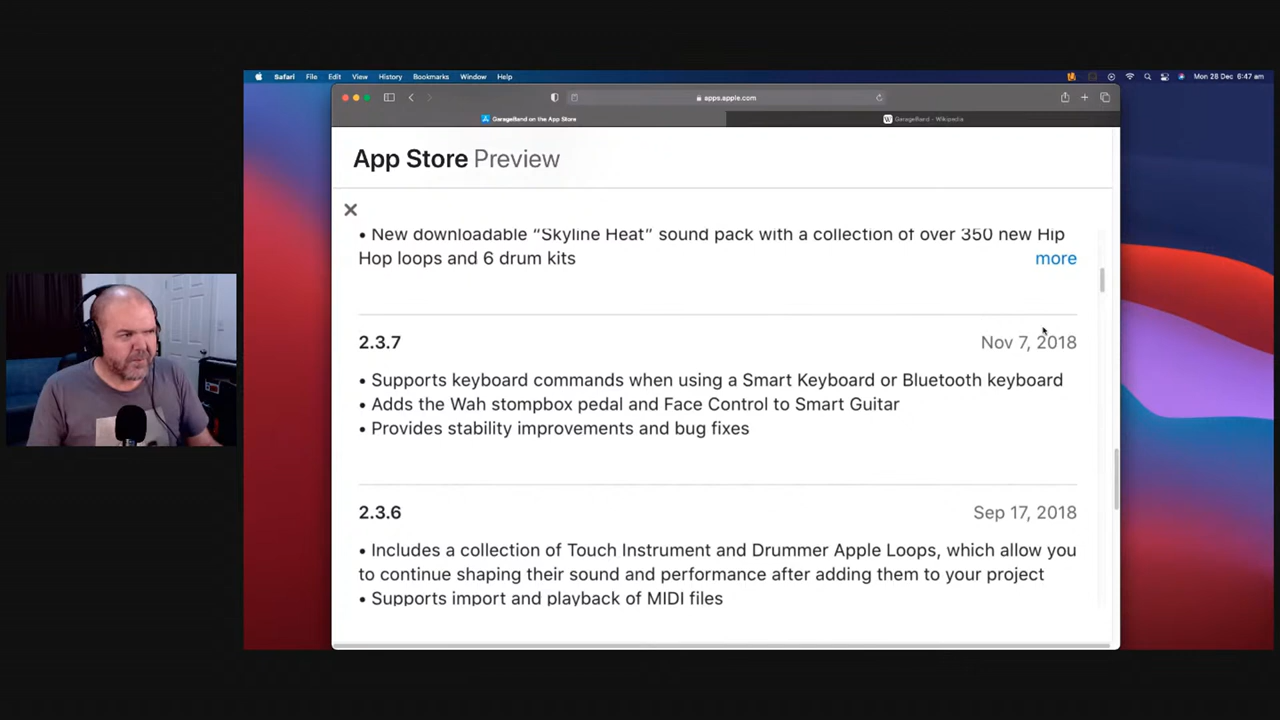 Safari File Edit View History Bookmarks Window Help Mon 28 Dec 6:47 am
apps.apple.com
GarageBand on the App Store
GarageBand - Wikipedia
App Store Preview
• New downloadable “Skyline Heat” sound pack with a collection of over 350 new Hip
Hop loops and 6 drum kits more
2.3.7 Nov 7, 2018
• Supports keyboard commands when using a Smart Keyboard or Bluetooth keyboard
• Adds the Wah stompbox pedal and Face Control to Smart Guitar
• Provides stability improvements and bug fixes
2.3.6 Sep 17, 2018
• Includes a collection of Touch Instrument and Drummer Apple Loops, which allow you
to continue shaping their sound and performance after adding them to your project
• Supports import and playback of MIDI files